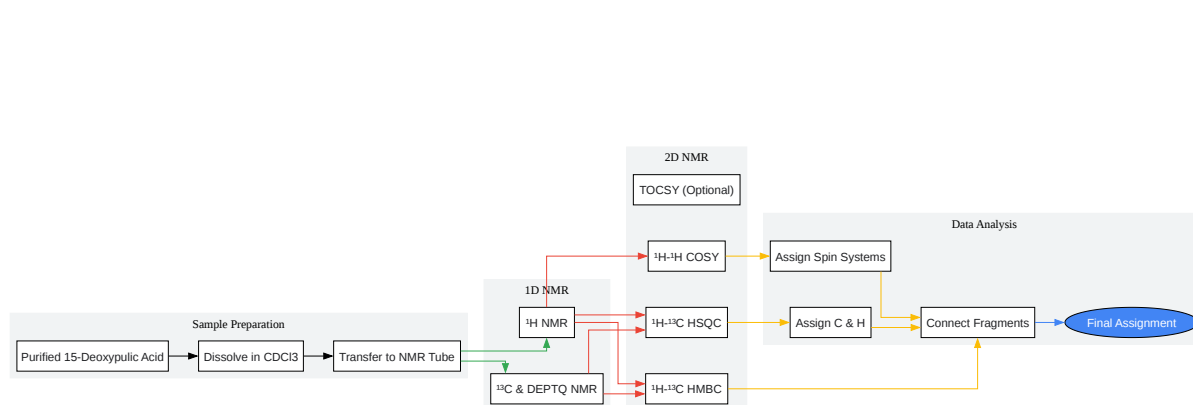 2D NMR
TOCSY (Optional)
Data Analysis
¹H-¹H COSY
Assign Spin Systems
1D NMR
Sample Preparation
¹H NMR
¹H-¹³C HSQC
Assign C & H
Connect Fragments
Final Assignment
Purified 15-Deoxypulic Acid
Dissolve in CDCl3
Transfer to NMR Tube
¹³C & DEPTQ NMR
¹H-¹³C HMBC